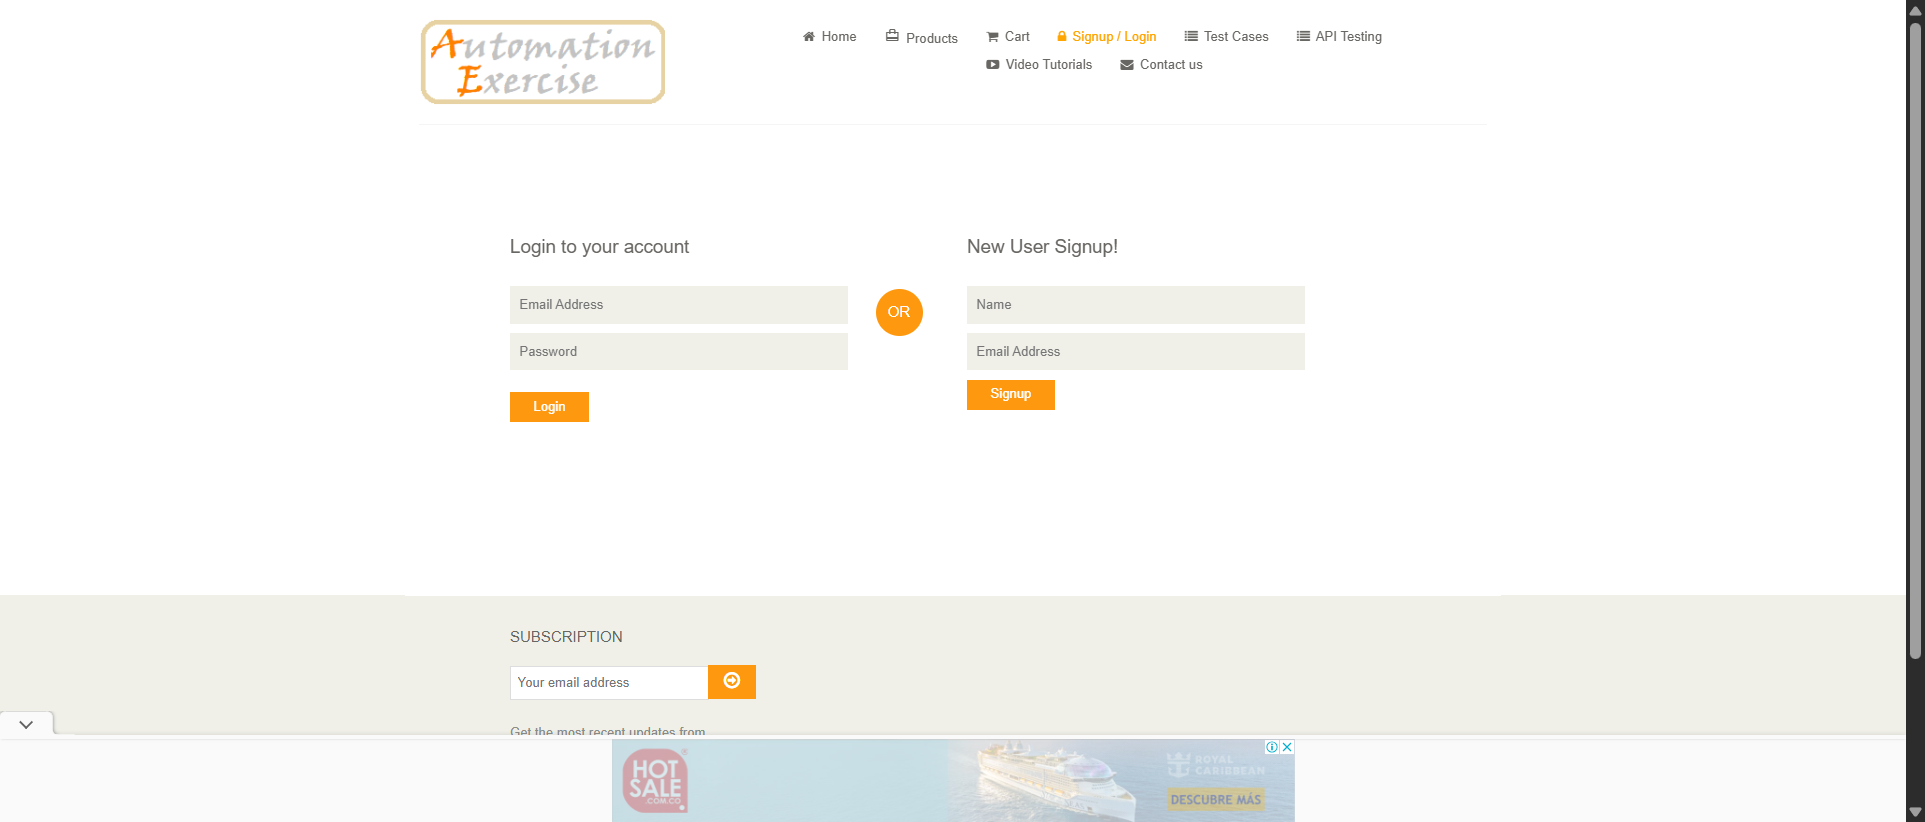 Automation
Exercise
Home
Products
Cart
Signup / Login
Test Cases
API Testing
Video Tutorials
Contact us
Login to your account
Email Address
Password
Login
OR
New User Signup!
Name
Email Address
Signup
SUBSCRIPTION
Your email address
Get the most recent updates from
HOT
SALE
.COM.CO
ROYAL
CARIBBEAN
DESCUBRE MÁS